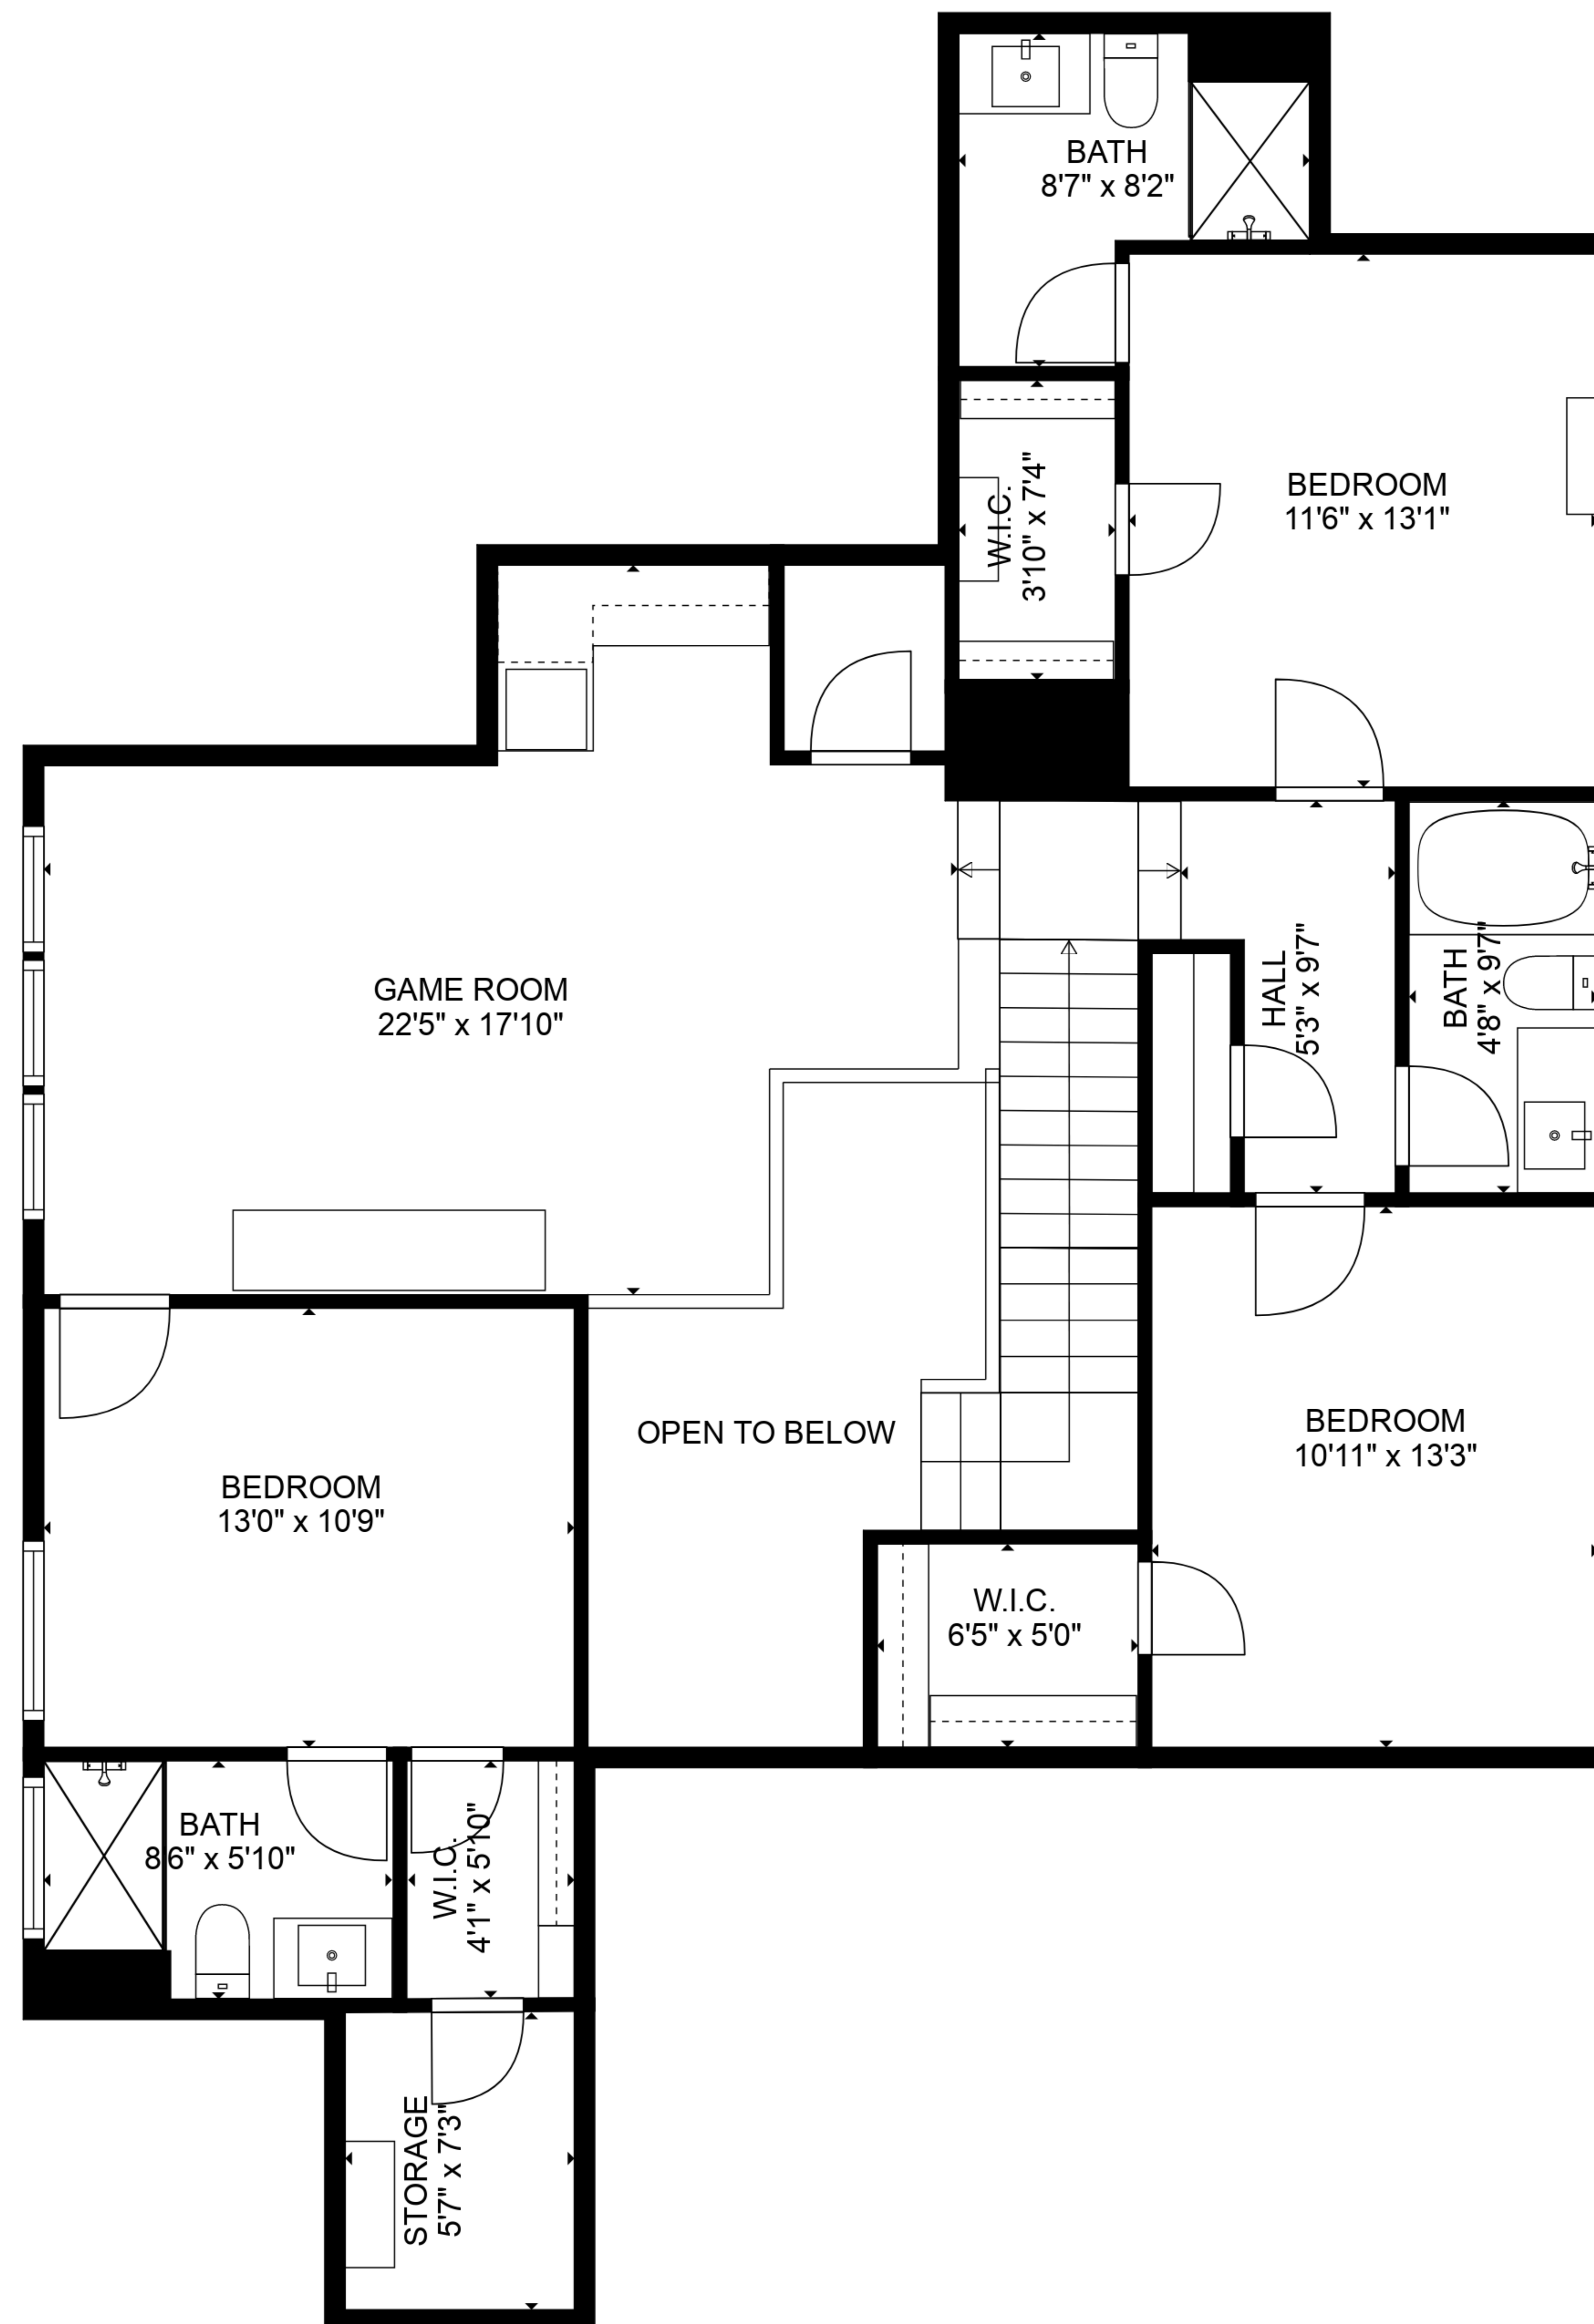 BATH
8'7" x 8'2"
W.I.C.
3'10" x 7'4"
BEDROOM
11'6" x 13'1"
GAME ROOM
22'5" x 17'10"
HALL
5'3" x 9'7"
BATH
4'8" x 9'7"
OPEN TO BELOW
BEDROOM
10'11" x 13'3"
BEDROOM
13'0" x 10'9"
W.I.C.
6'5" x 5'0"
BATH
8'6" x 5'10"
W.I.C.
4'1" x 5'10"
STORAGE
5'7" x 7'3"